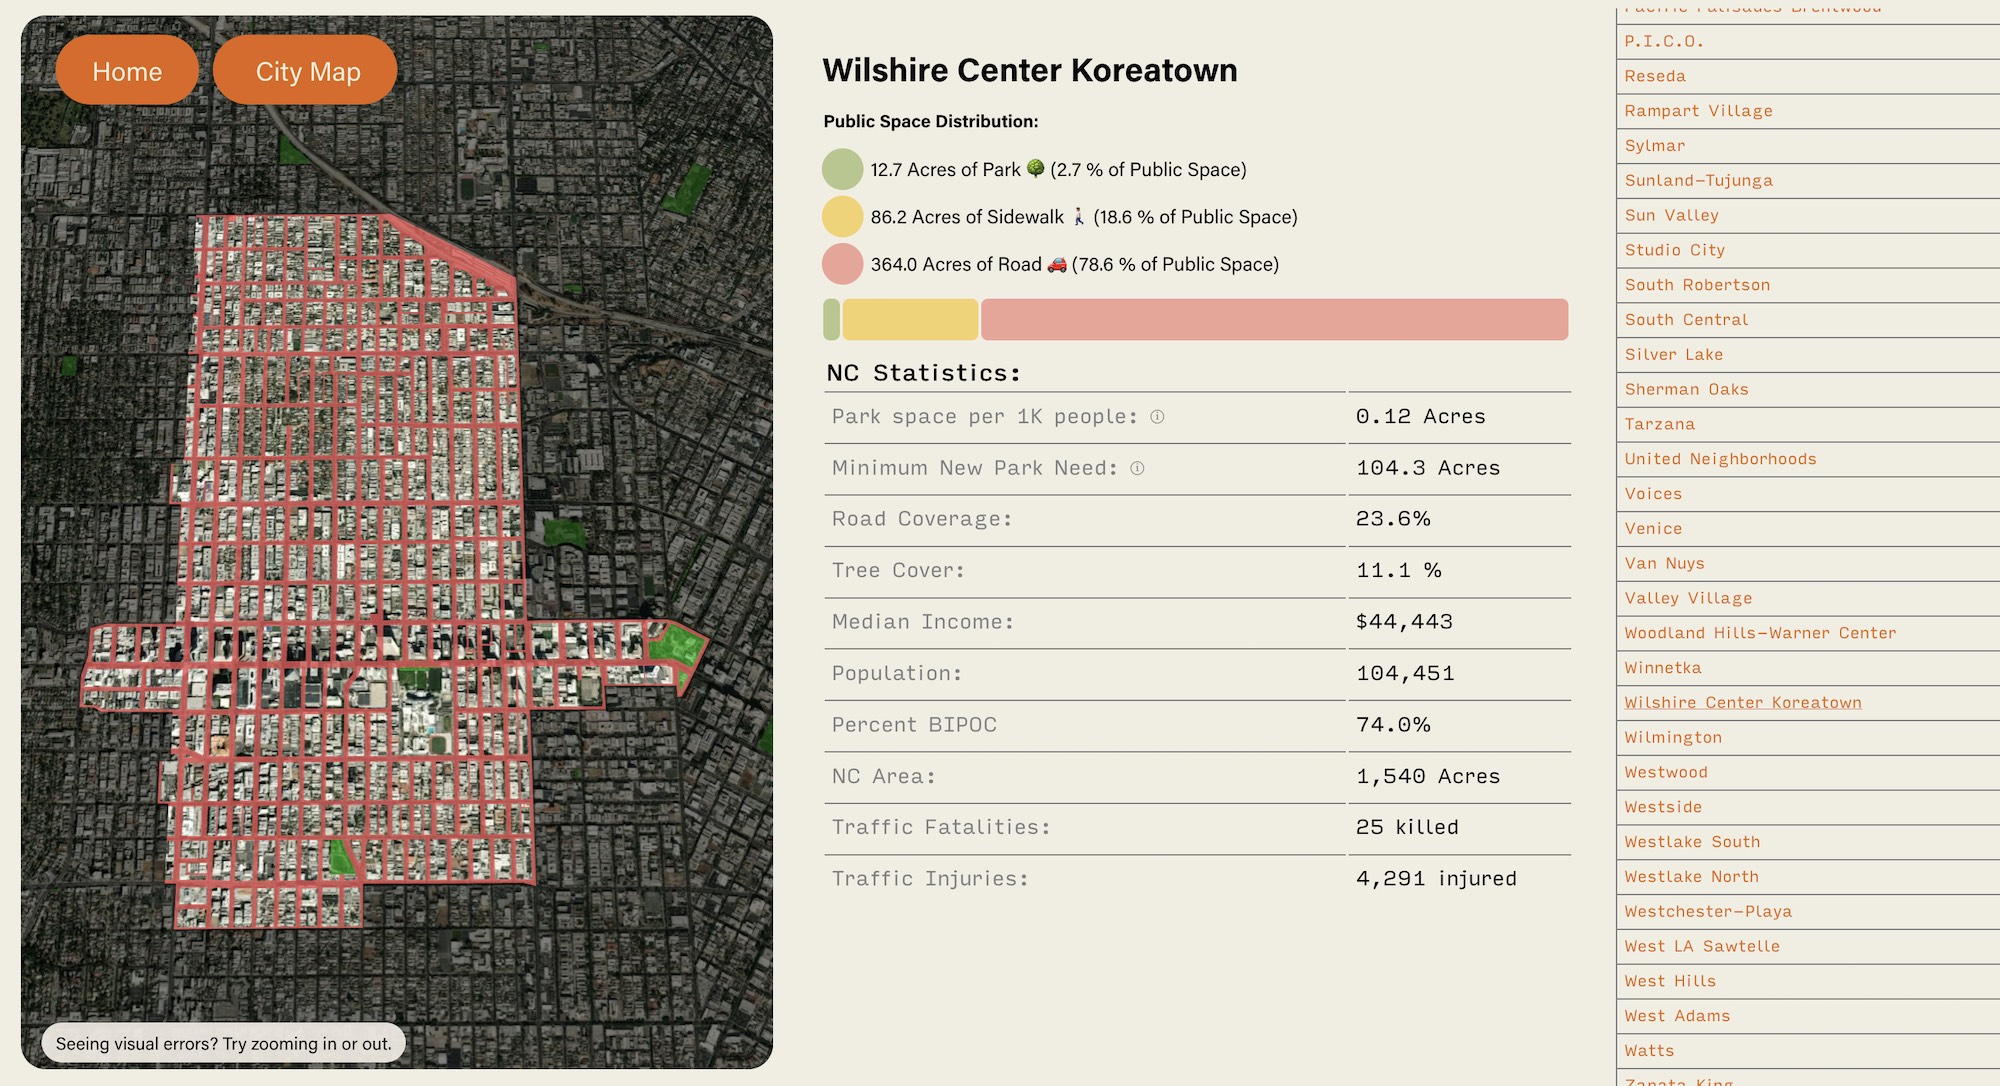 Home
City Map
Seeing visual errors? Try zooming in or out.
Wilshire Center Koreatown
Public Space Distribution:
12.7 Acres of Park 🌳 (2.7 % of Public Space)
86.2 Acres of Sidewalk 🚶 (18.6 % of Public Space)
364.0 Acres of Road 🚗 (78.6 % of Public Space)
NC Statistics:
Park space per 1K people: ⓘ 0.12 Acres
Minimum New Park Need: ⓘ 104.3 Acres
Road Coverage: 23.6%
Tree Cover: 11.1 %
Median Income: $44,443
Population: 104,451
Percent BIPOC 74.0%
NC Area: 1,540 Acres
Traffic Fatalities: 25 killed
Traffic Injuries: 4,291 injured
Pacific Palisades Brentwood
P.I.C.O.
Reseda
Rampart Village
Sylmar
Sunland-Tujunga
Sun Valley
Studio City
South Robertson
South Central
Silver Lake
Sherman Oaks
Tarzana
United Neighborhoods
Voices
Venice
Van Nuys
Valley Village
Woodland Hills-Warner Center
Winnetka
Wilshire Center Koreatown
Wilmington
Westwood
Westside
Westlake South
Westlake North
Westchester-Playa
West LA Sawtelle
West Hills
West Adams
Watts
Zapata King